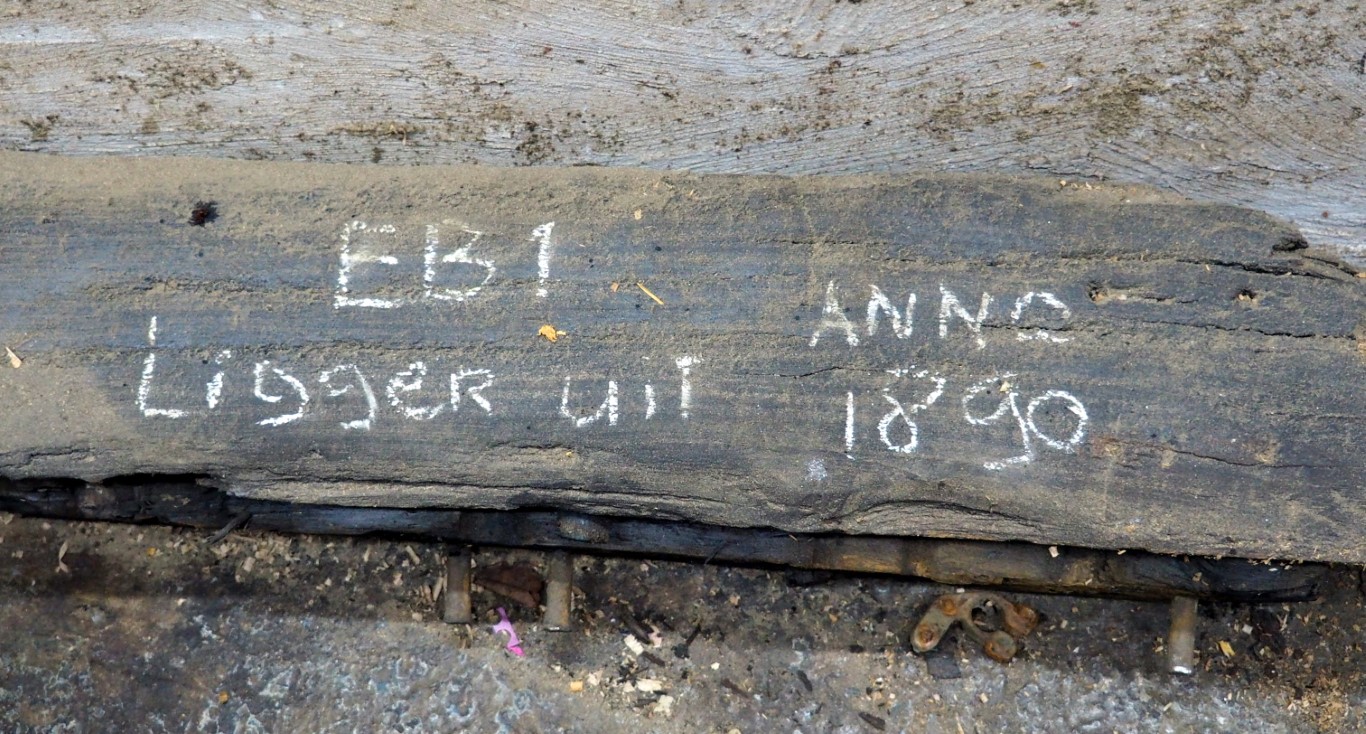 EB1
Ligger uit
ANNO
1890